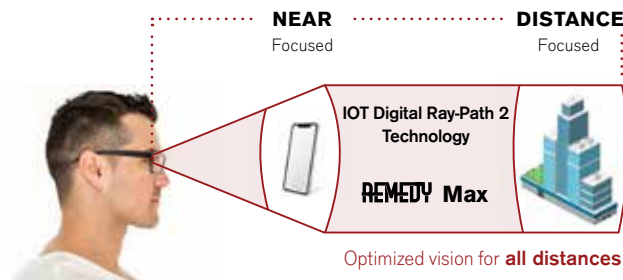 NEAR
Focused
DISTANCE
Focused
IOT Digital Ray-Path 2
Technology
REMEDY Max
Optimized vision for all distances